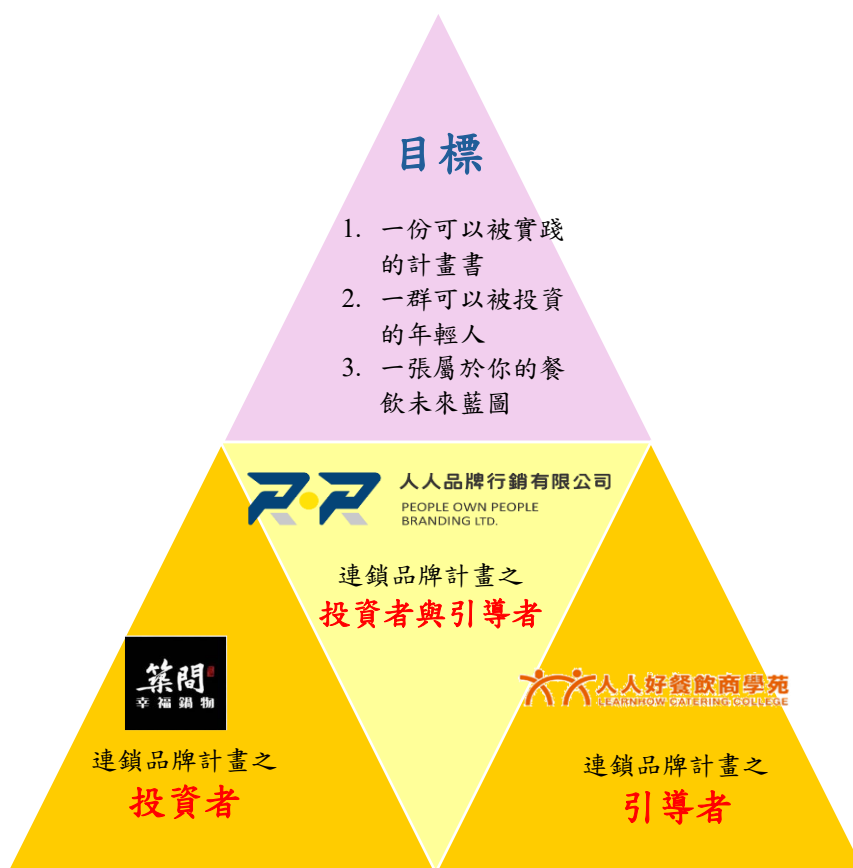 目標
1. 一份可以被實踐
的計畫書
2. 一群可以被投資
的年輕人
3. 一張屬於你的餐
飲未來藍圖
人人品牌行銷有限公司
PEOPLE OWN PEOPLE
BRANDING LTD.
連鎖品牌計畫之
投資者與引導者
築間
幸福鍋物
連鎖品牌計畫之
投資者
人人好餐飲商學苑
LEARNHOW CATERING COLLEGE
連鎖品牌計畫之
引導者